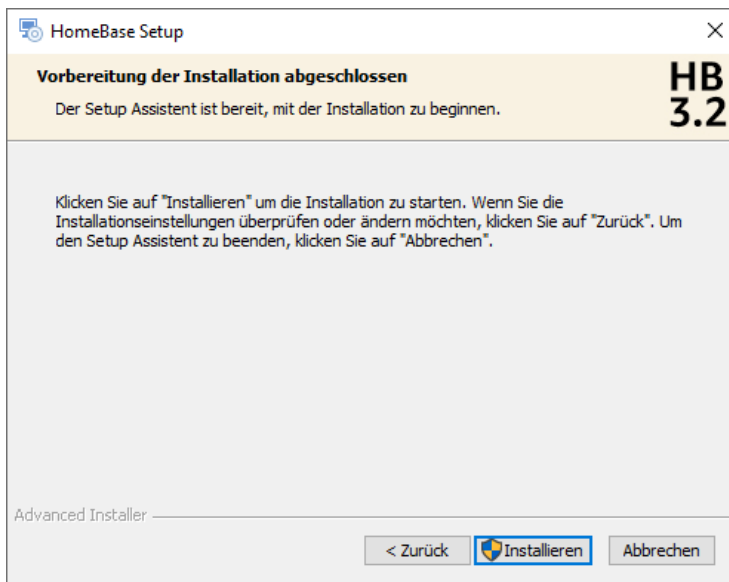 HomeBase Setup
Vorbereitung der Installation abgeschlossen
Der Setup Assistent ist bereit, mit der Installation zu beginnen.
HB
3.2
Klicken Sie auf "Installieren" um die Installation zu starten. Wenn Sie die
Installationseinstellungen überprüfen oder ändern möchten, klicken Sie auf "Zurück". Um
den Setup Assistent zu beenden, klicken Sie auf "Abbrechen".
Advanced Installer
< Zurück
Installieren
Abbrechen